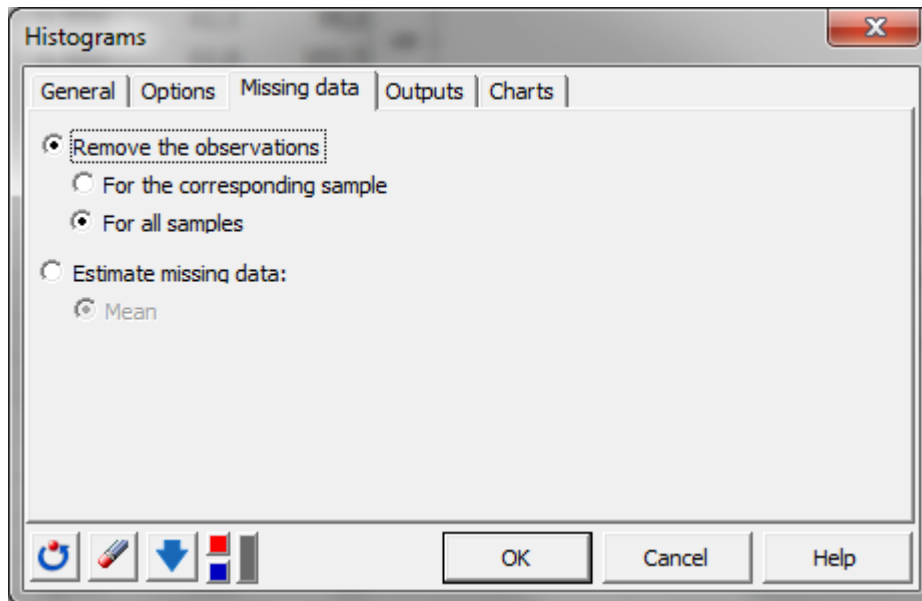 Histograms
General Options Missing data Outputs Charts
Remove the observations
For the corresponding sample
For all samples
Estimate missing data:
Mean
OK Cancel Help